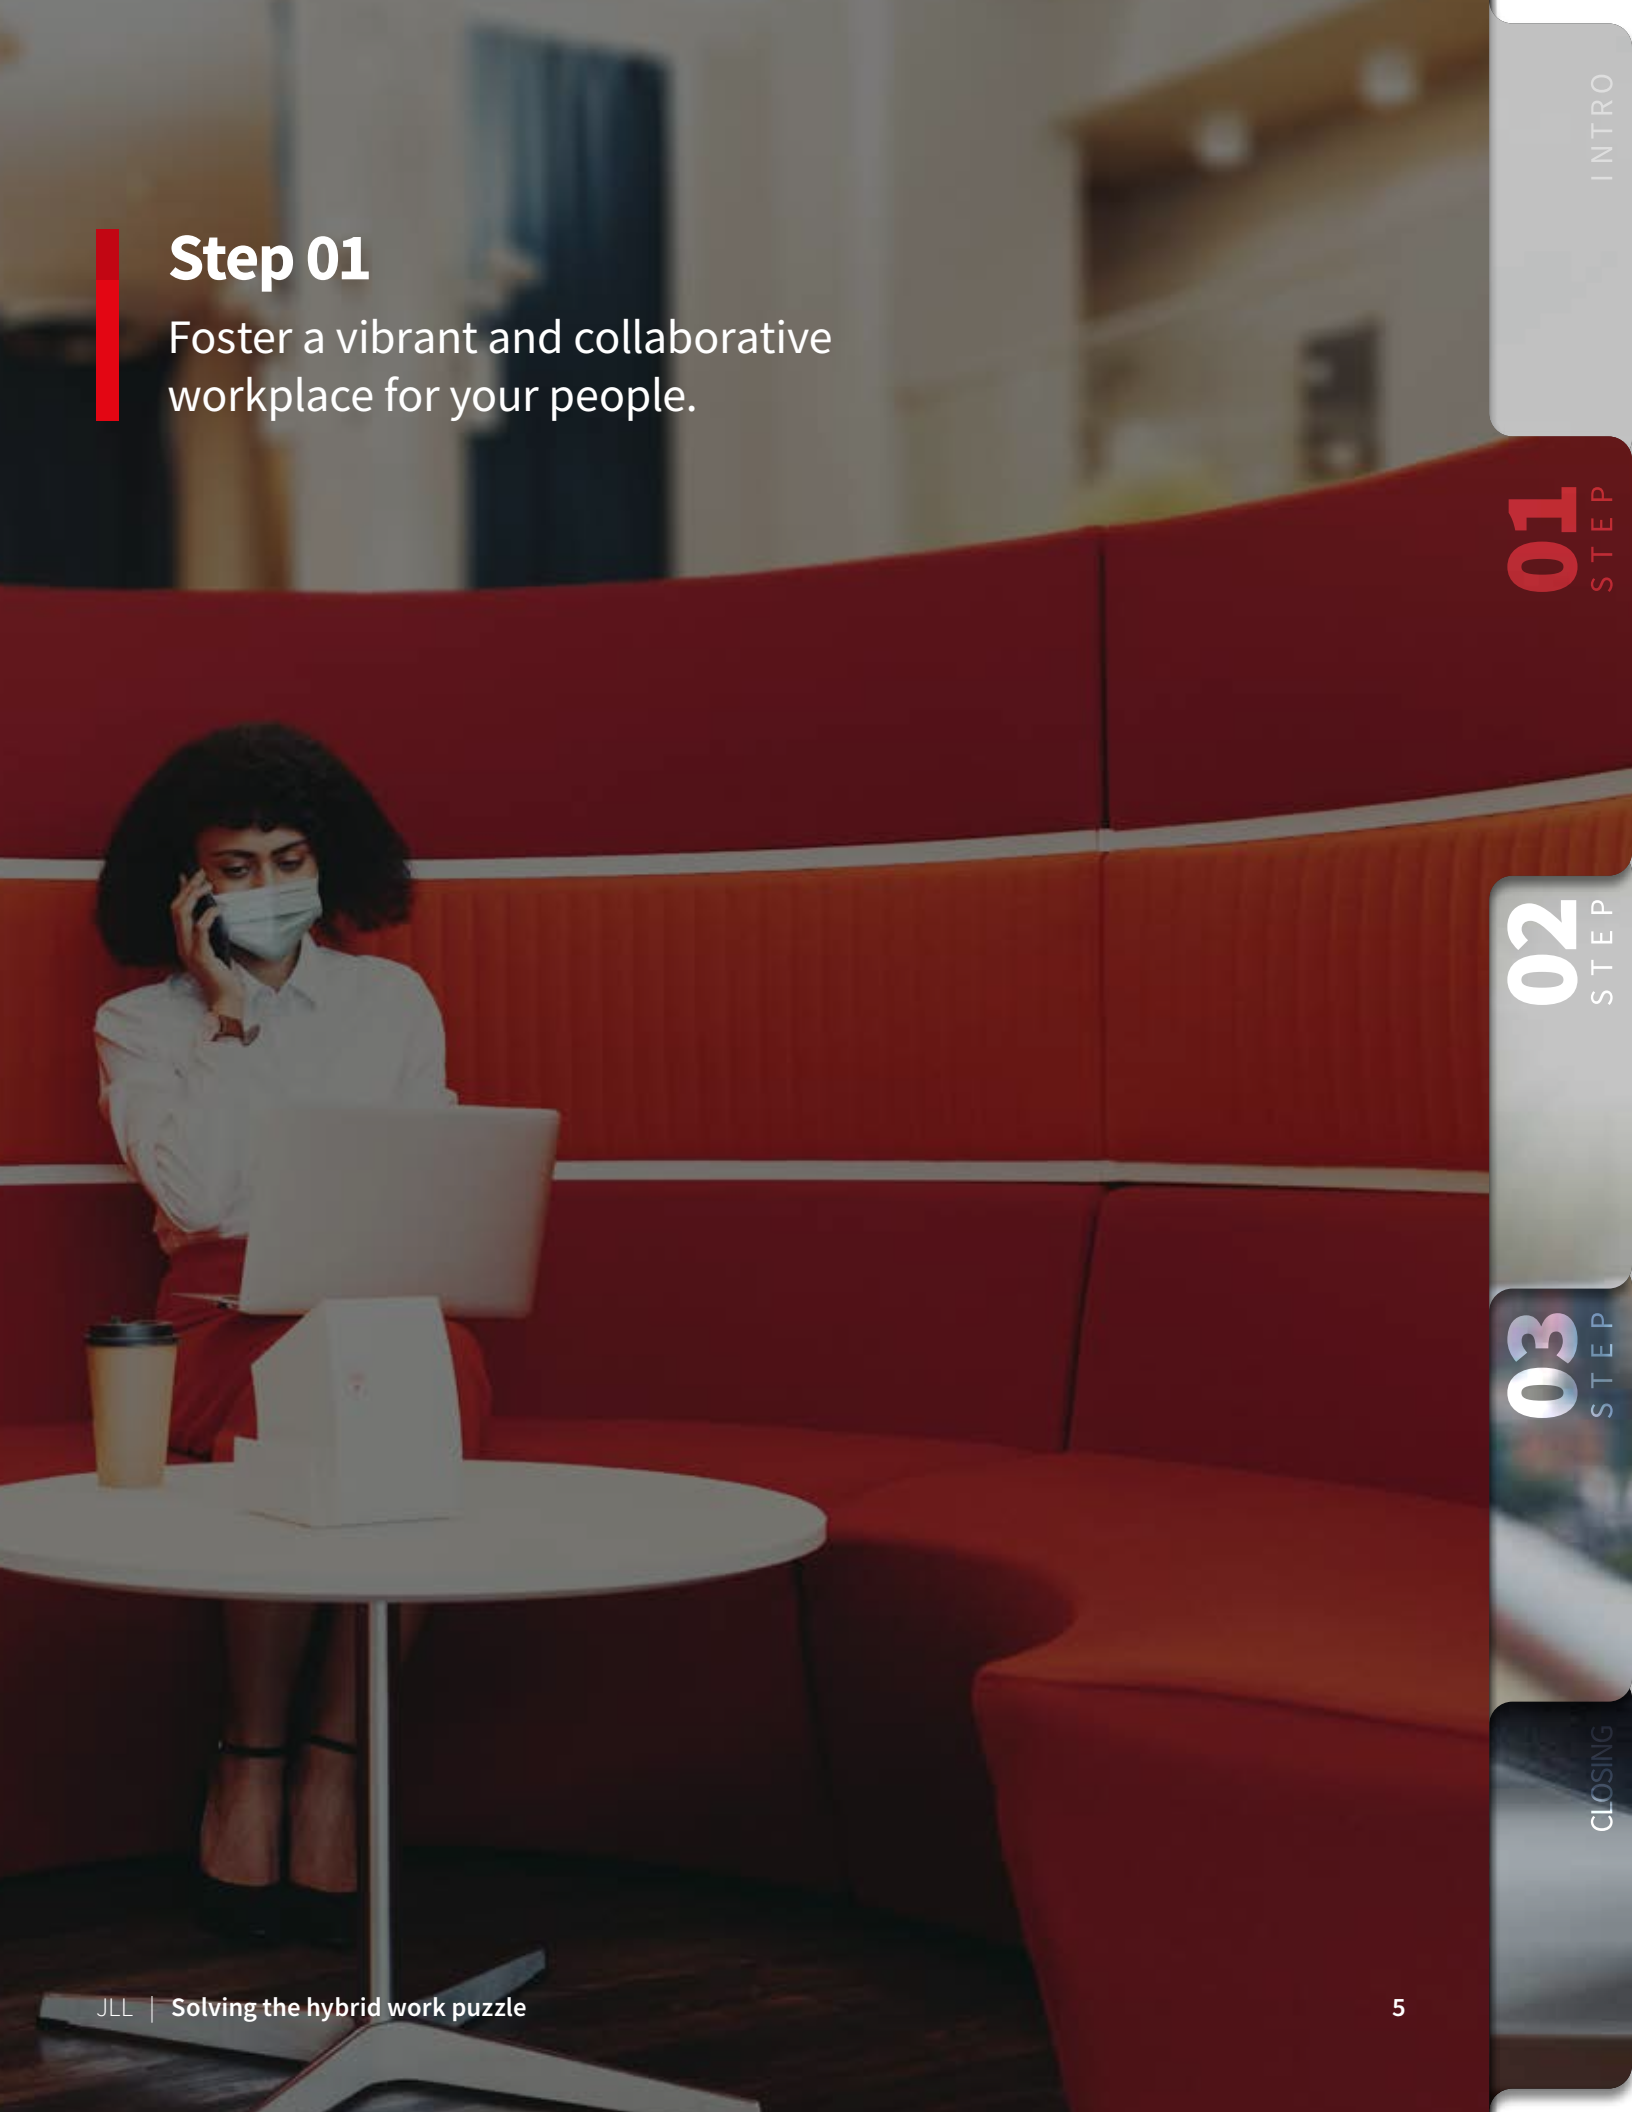 Step 01
Foster a vibrant and collaborative
workplace for your people.
INTRO
01
STEP
02
STEP
03
STEP
CLOSING
JLL | Solving the hybrid work puzzle
5